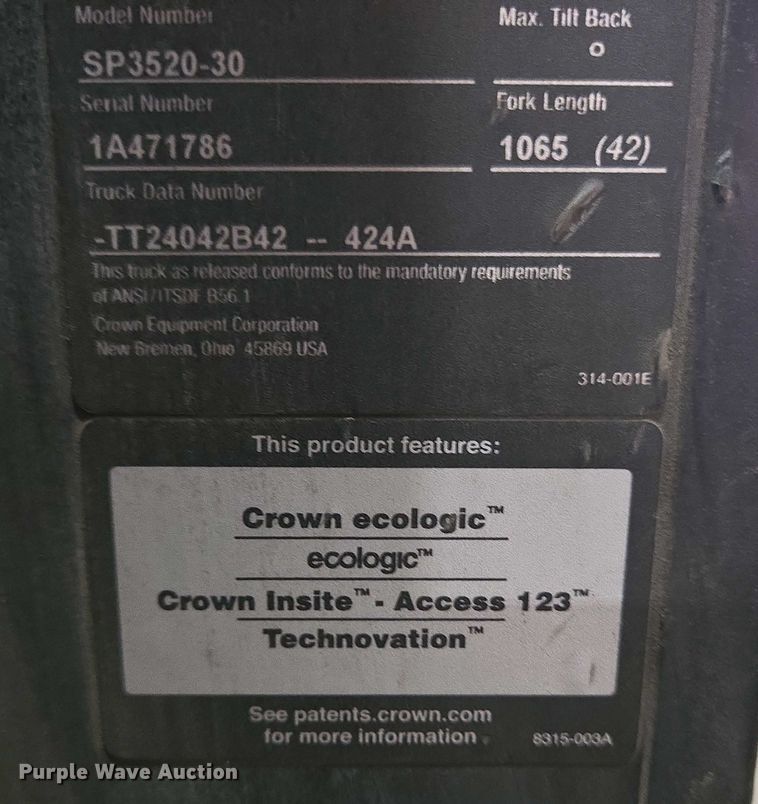 Model Number
Max. Tilt Back
SP3520-30
°
Serial Number
Fork Length
1A471786
1065 (42)
Truck Data Number
-TT24042B42 -- 424A
This truck as released conforms to the mandatory requirements
of ANSI/ITSDF B56.1
Crown Equipment Corporation
New Bremen, Ohio 45869 USA
314-001E
This product features:
Crown ecologic™
ecologic™
Crown Insite™ - Access 123™
Technovation™
See patents.crown.com
for more information
8315-003A
Purple Wave Auction